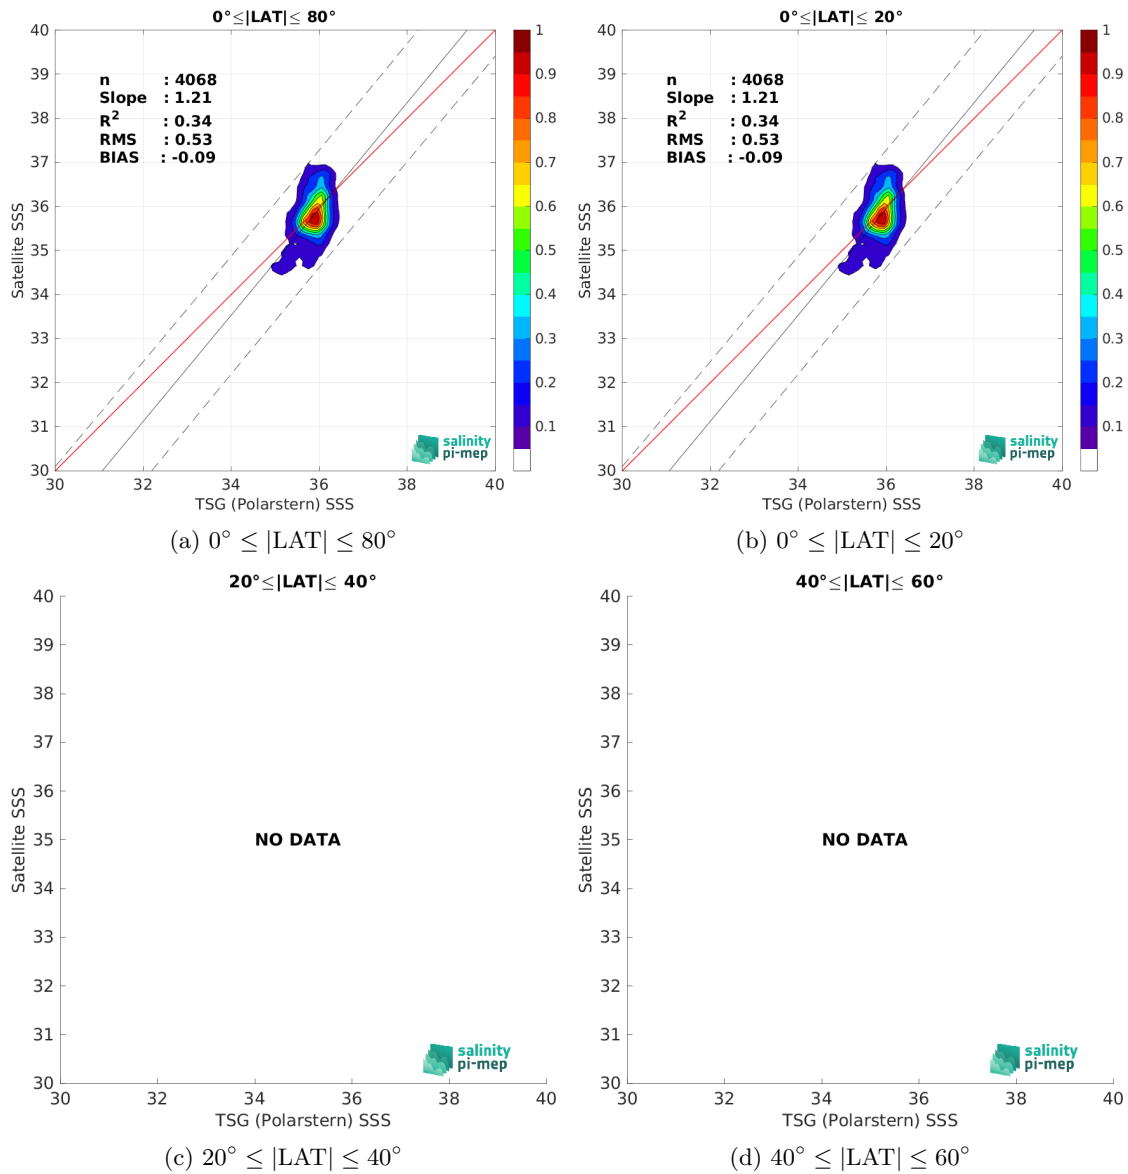 0°≤|LAT|≤ 80°
40
39
38
37
36
35
34
33
32
31
30
Satellite SSS
n : 4068
Slope : 1.21
R2 : 0.34
RMS : 0.53
BIAS : -0.09
salinity
pi-mep
30 32 34 36 38 40
TSG (Polarstern) SSS
1
0.9
0.8
0.7
0.6
0.5
0.4
0.3
0.2
0.1
(a) 0° ≤ |LAT| ≤ 80°
0°≤|LAT|≤ 20°
40
39
38
37
36
35
34
33
32
31
30
Satellite SSS
n : 4068
Slope : 1.21
R2 : 0.34
RMS : 0.53
BIAS : -0.09
salinity
pi-mep
30 32 34 36 38 40
TSG (Polarstern) SSS
1
0.9
0.8
0.7
0.6
0.5
0.4
0.3
0.2
0.1
(b) 0° ≤ |LAT| ≤ 20°
20°≤|LAT|≤ 40°
40
39
38
37
36
35
34
33
32
31
30
Satellite SSS
NO DATA
salinity
pi-mep
30 32 34 36 38 40
TSG (Polarstern) SSS
(c) 20° ≤ |LAT| ≤ 40°
40°≤|LAT|≤ 60°
40
39
38
37
36
35
34
33
32
31
30
Satellite SSS
NO DATA
salinity
pi-mep
30 32 34 36 38 40
TSG (Polarstern) SSS
(d) 40° ≤ |LAT| ≤ 60°